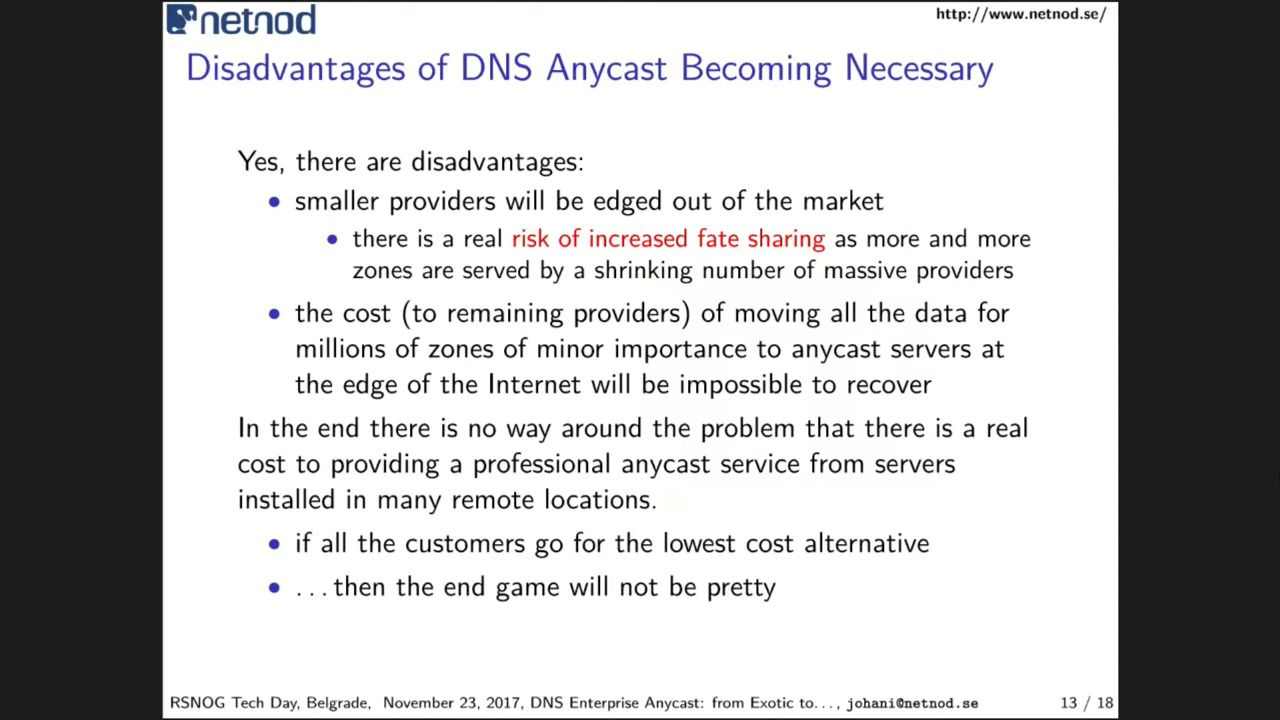 netnod
http://www.netnod.se/
Disadvantages of DNS Anycast Becoming Necessary
Yes, there are disadvantages:
• smaller providers will be edged out of the market
• there is a real risk of increased fate sharing as more and more
zones are served by a shrinking number of massive providers
• the cost (to remaining providers) of moving all the data for
millions of zones of minor importance to anycast servers at
the edge of the Internet will be impossible to recover
In the end there is no way around the problem that there is a real
cost to providing a professional anycast service from servers
installed in many remote locations.
• if all the customers go for the lowest cost alternative
• ...then the end game will not be pretty
RSNOG Tech Day, Belgrade, November 23, 2017, DNS Enterprise Anycast: from Exotic to..., johani@netnod.se 13 / 18